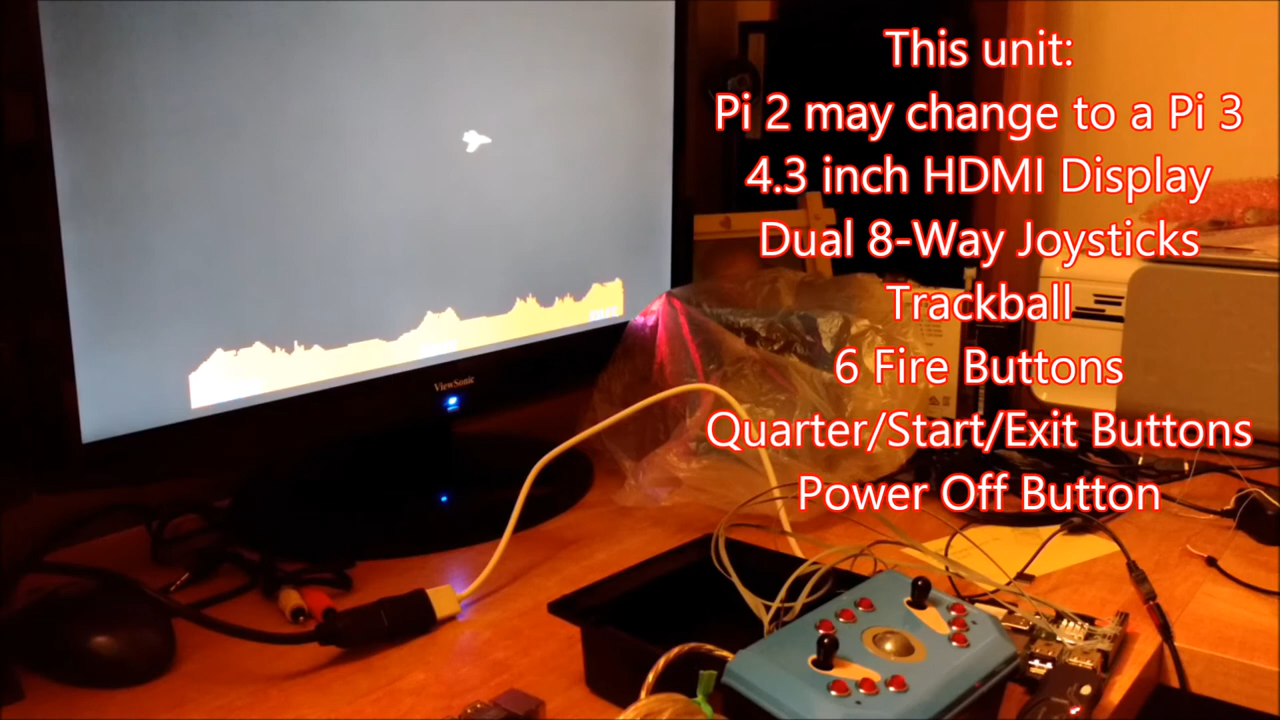 This unit:
Pi 2 may change to a Pi 3
4.3 inch HDMI Display
Dual 8-Way Joysticks
Trackball
6 Fire Buttons
Quarter/Start/Exit Buttons
Power Off Button
ViewSonic